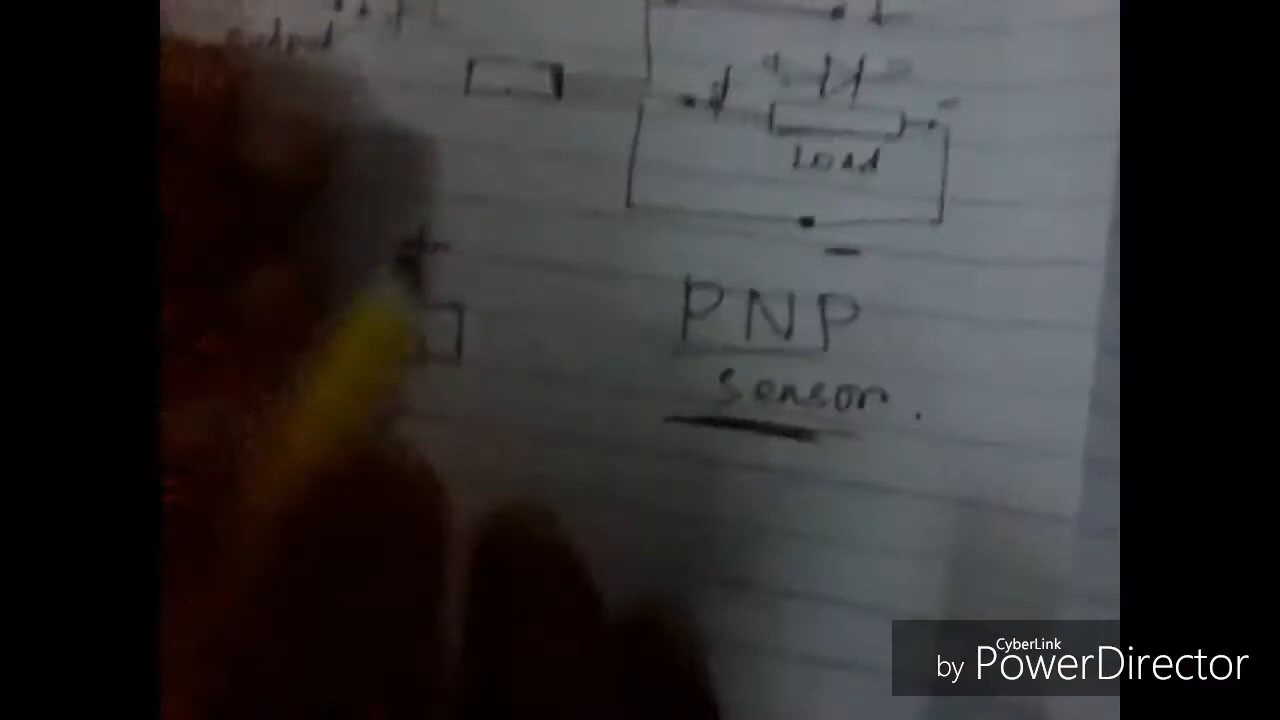 +
-
Load
-
+
PNP
sensor.
CyberLink
by PowerDirector